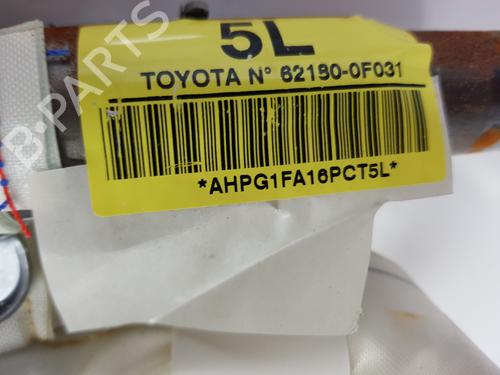 5L
TOYOTA N° 62180-0F031
*AHPG1FA16PCT5L*
B-PARTS